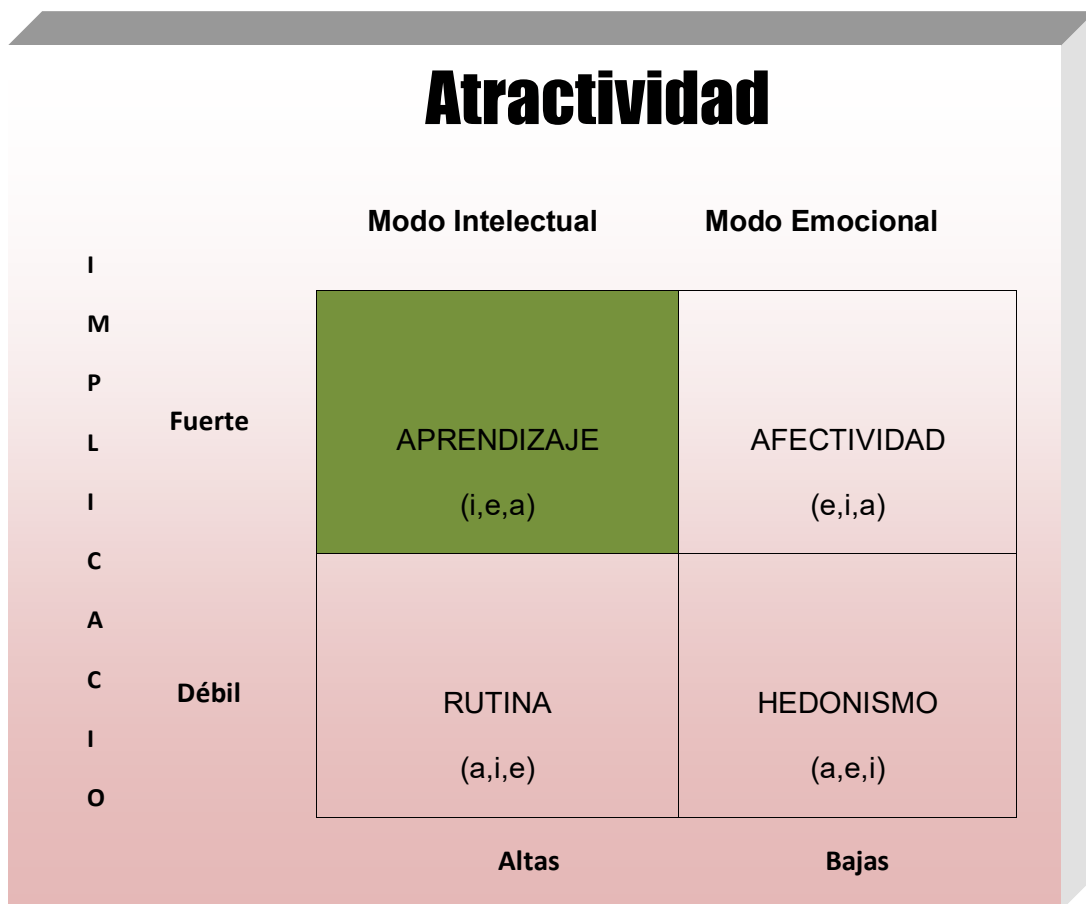 Atractividad
Modo Intelectual Modo Emocional
I
M
P
L
I
C
A
C
I
O
Fuerte
APRENDIZAJE AFECTIVIDAD
(i,e,a) (e,i,a)
Débil
RUTINA HEDONISMO
(a,i,e) (a,e,i)
Altas Bajas